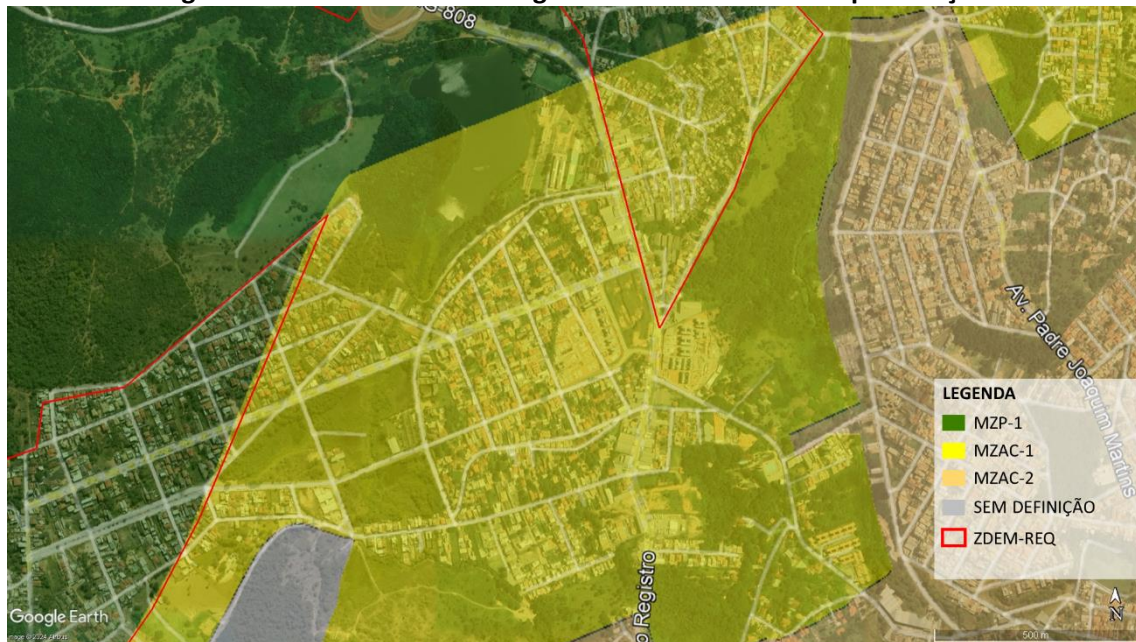 G-808
Av. Padre Joaquim Martins
LEGENDA
MZP-1
MZAC-1
MZAC-2
SEM DEFINIÇÃO
ZDEM-REQ
o Registro
Google Earth
N
500 m